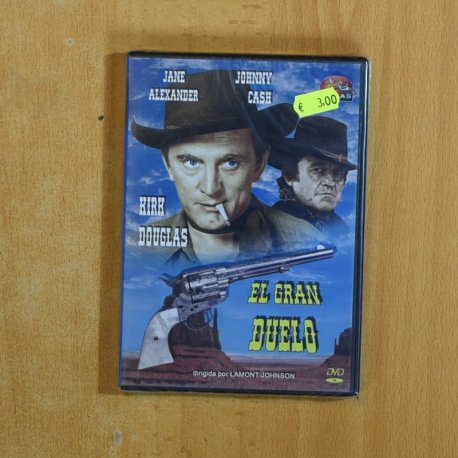 JANE
ALEXANDER
JOHNNY
CASH
€ 3.00
KIRK
DOUGLAS
EL GRAN
DUELO
dirigida por LAMONT JOHNSON
DVD